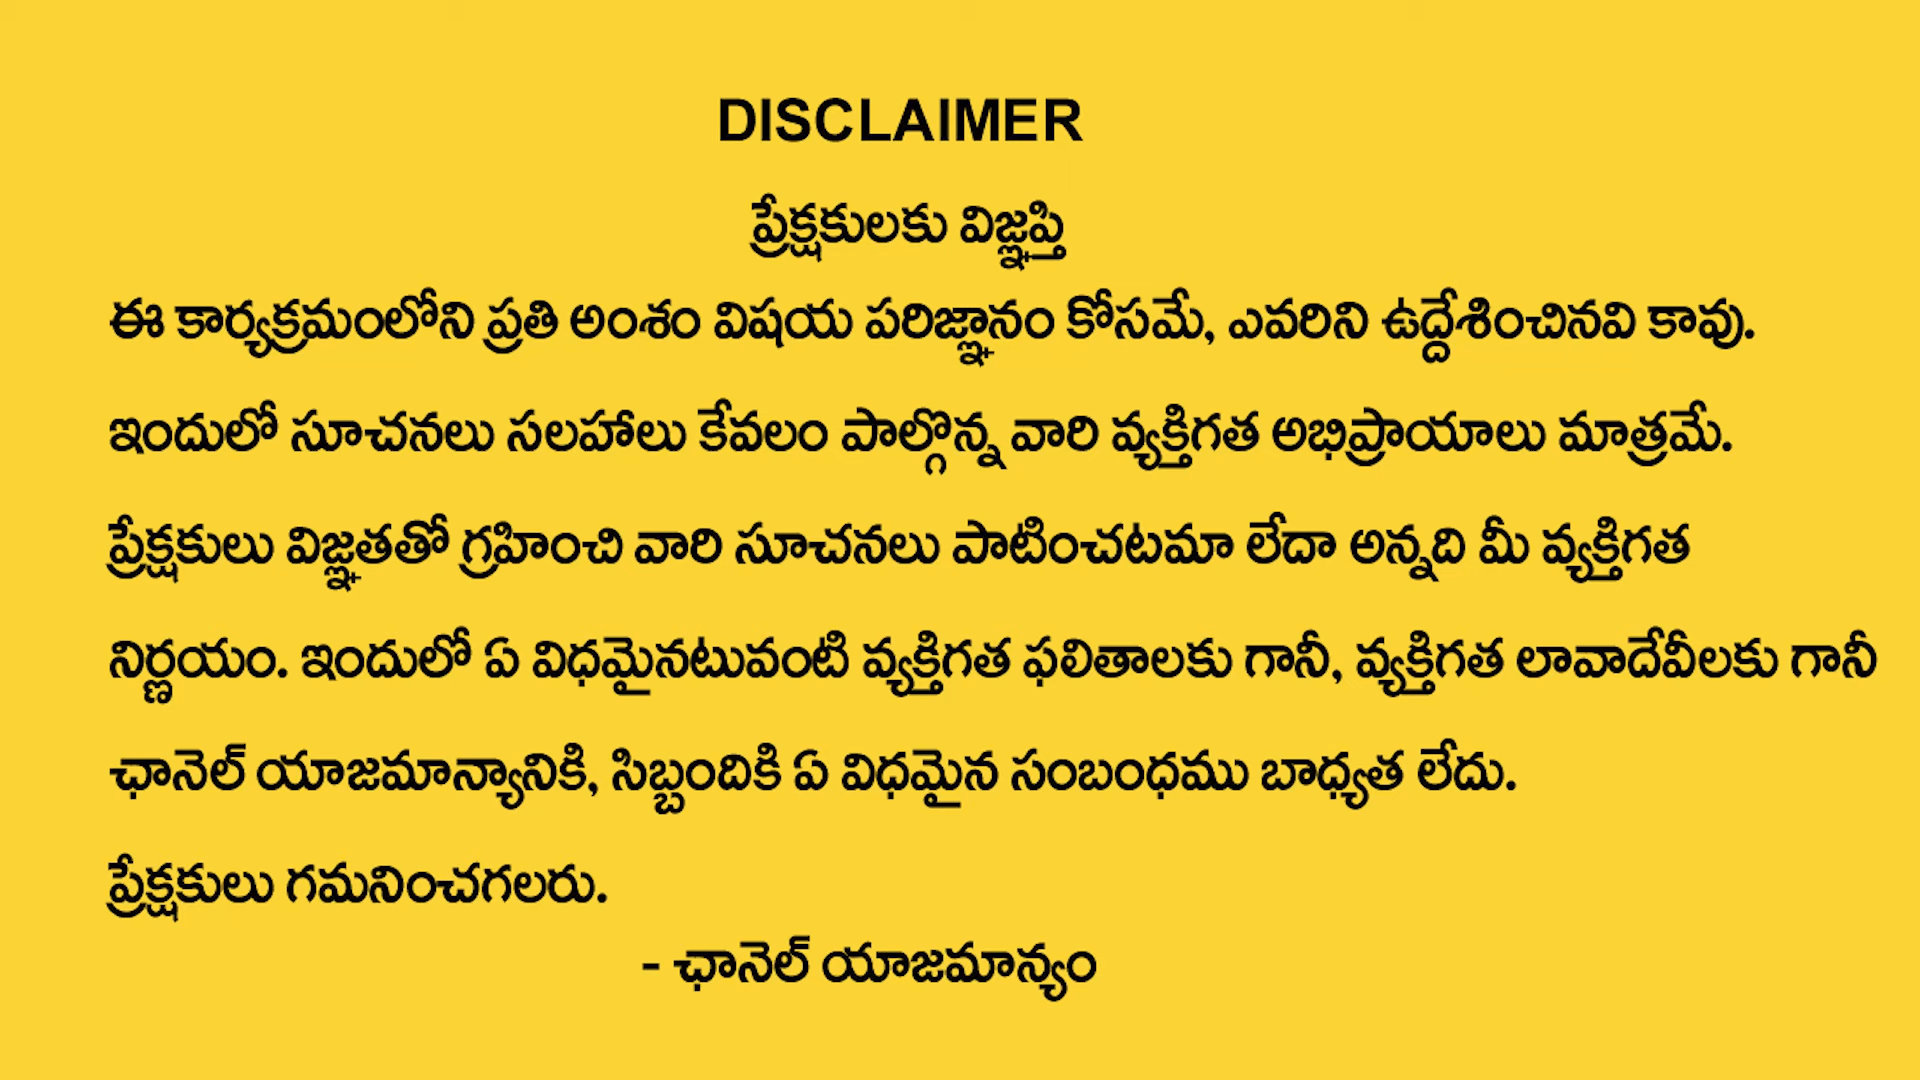 DISCLAIMER
ప్రేక్షకులకు విజ్ఞప్తి
ఈ కార్యక్రమంలోని ప్రతి అంశం విషయ పరిజ్ఞానం కోసమే, ఎవరిని ఉద్దేశించినవి కావు.
ఇందులో సూచనలు సలహాలు కేవలం పాల్గొన్న వారి వ్యక్తిగత అభిప్రాయాలు మాత్రమే.
ప్రేక్షకులు విజ్ఞతతో గ్రహించి వారి సూచనలు పాటించటమా లేదా అన్నది మీ వ్యక్తిగత
నిర్ణయం. ఇందులో ఏ విధమైనటువంటి వ్యక్తిగత ఫలితాలకు గానీ, వ్యక్తిగత లావాదేవీలకు గానీ
ఛానెల్ యాజమాన్యానికి, సిబ్బందికి ఏ విధమైన సంబంధము బాధ్యత లేదు.
ప్రేక్షకులు గమనించగలరు.
- ఛానెల్ యాజమాన్యం